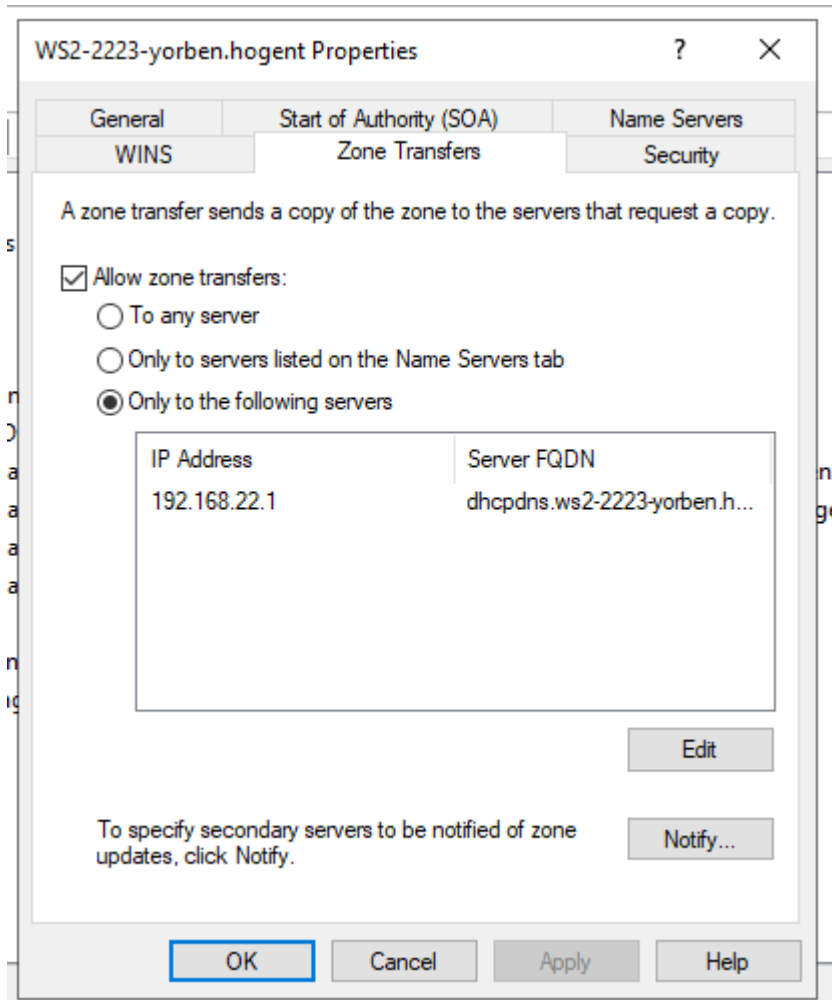 WS2-2223-yorben.hogent Properties ? ×
General Start of Authority (SOA) Name Servers
WINS Zone Transfers Security
A zone transfer sends a copy of the zone to the servers that request a copy.
Allow zone transfers:
To any server
Only to servers listed on the Name Servers tab
Only to the following servers
IP Address Server FQDN
192.168.22.1 dhcpdns.ws2-2223-yorben.h...
Edit
To specify secondary servers to be notified of zone
updates, click Notify.
Notify...
OK Cancel Apply Help